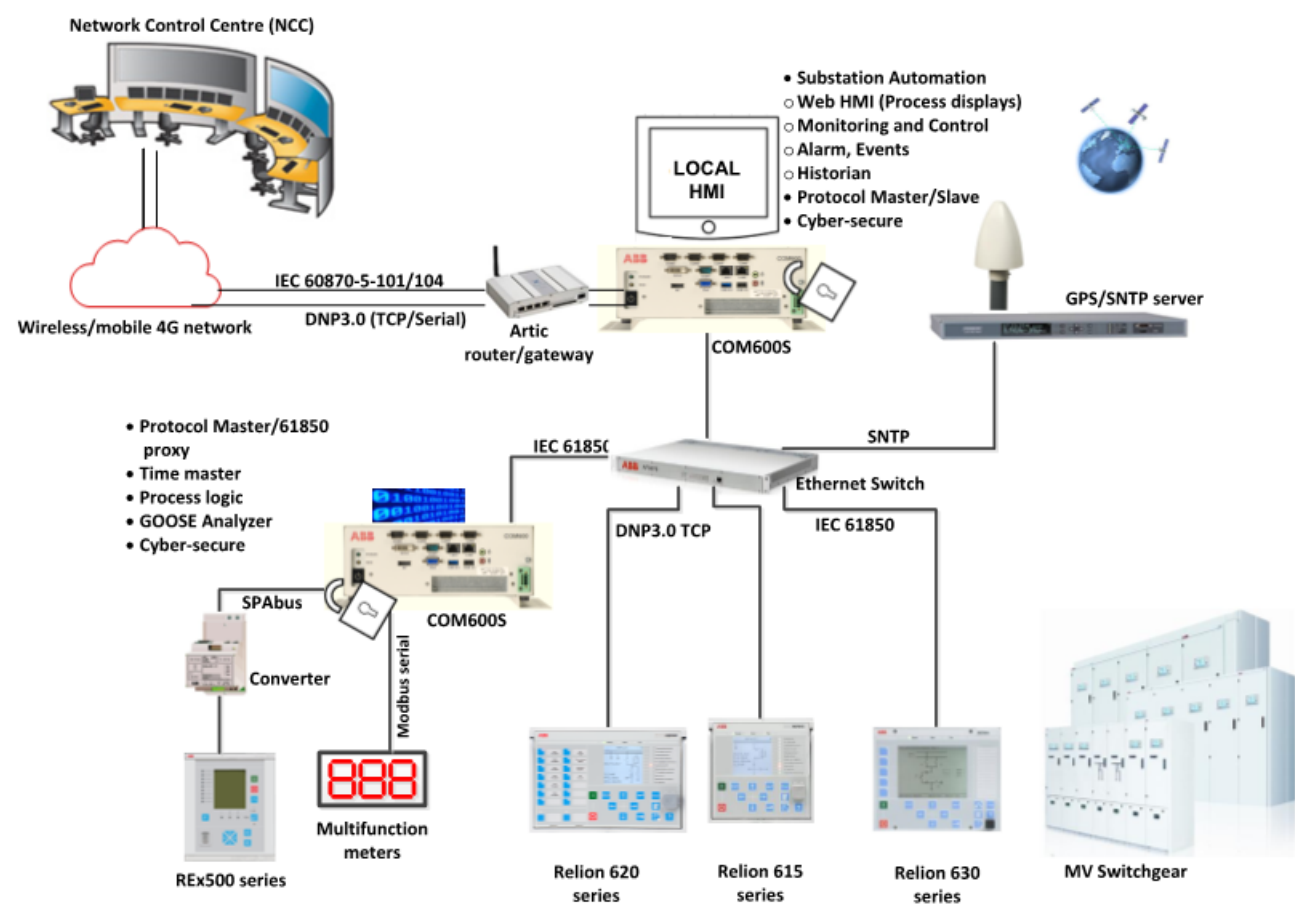 Network Control Centre (NCC)
• Substation Automation
○ Web HMI (Process displays)
○ Monitoring and Control
○ Alarm, Events
○ Historian
• Protocol Master/Slave
• Cyber-secure
LOCAL
HMI
ABB
IEC 60870-5-101/104
DNP3.0 (TCP/Serial)
Wireless/mobile 4G network
Artic
router/gateway
COM600S
GPS/SNTP server
• Protocol Master/61850
proxy
• Time master
• Process logic
• GOOSE Analyzer
• Cyber-secure
IEC 61850
SNTP
ABB
Ethernet Switch
DNP3.0 TCP
IEC 61850
ABB
COM600S
SPAbus
Converter
Modbus serial
888
Multifunction
meters
REx500 series
Relion 620
series
Relion 615
series
Relion 630
series
MV Switchgear